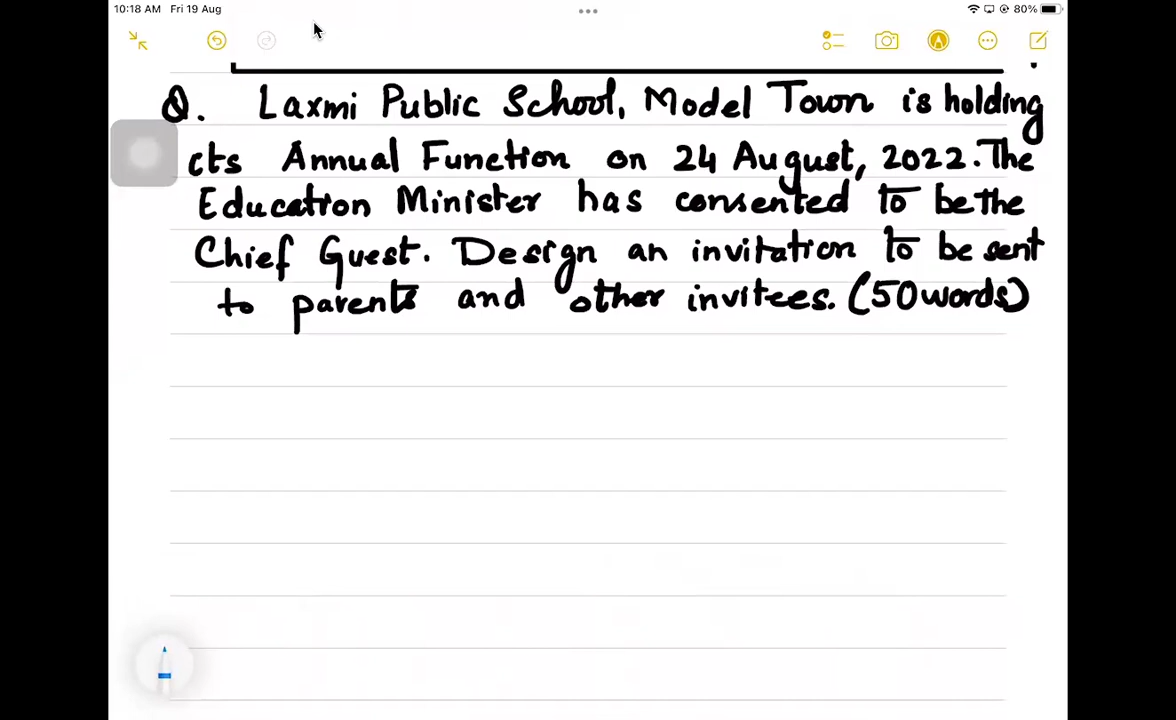 10:18 AM Fri 19 Aug 80%
Q. Laxmi Public School, Model Town is holding
its Annual Function on 24 August, 2022. The
Education Minister has consented to be the
Chief Guest. Design an invitation to be sent
to parents and other invitees. (50 words)